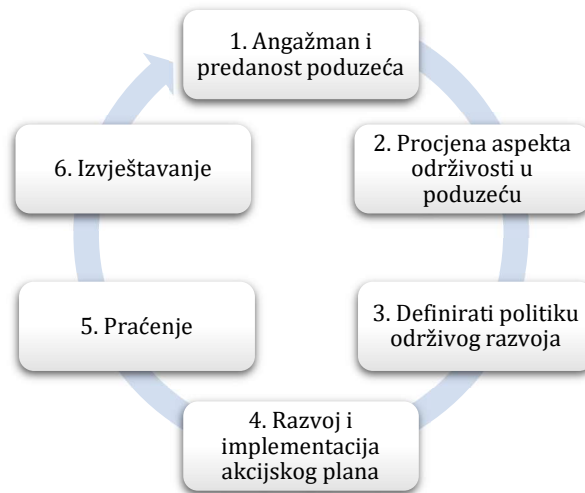 1. Angažman i
predanost poduzeća
2. Procjena aspekta
održivosti u
poduzeću
3. Definirati politiku
održivog razvoja
4. Razvoj i
implementacija
akcijskog plana
5. Praćenje
6. Izvještavanje